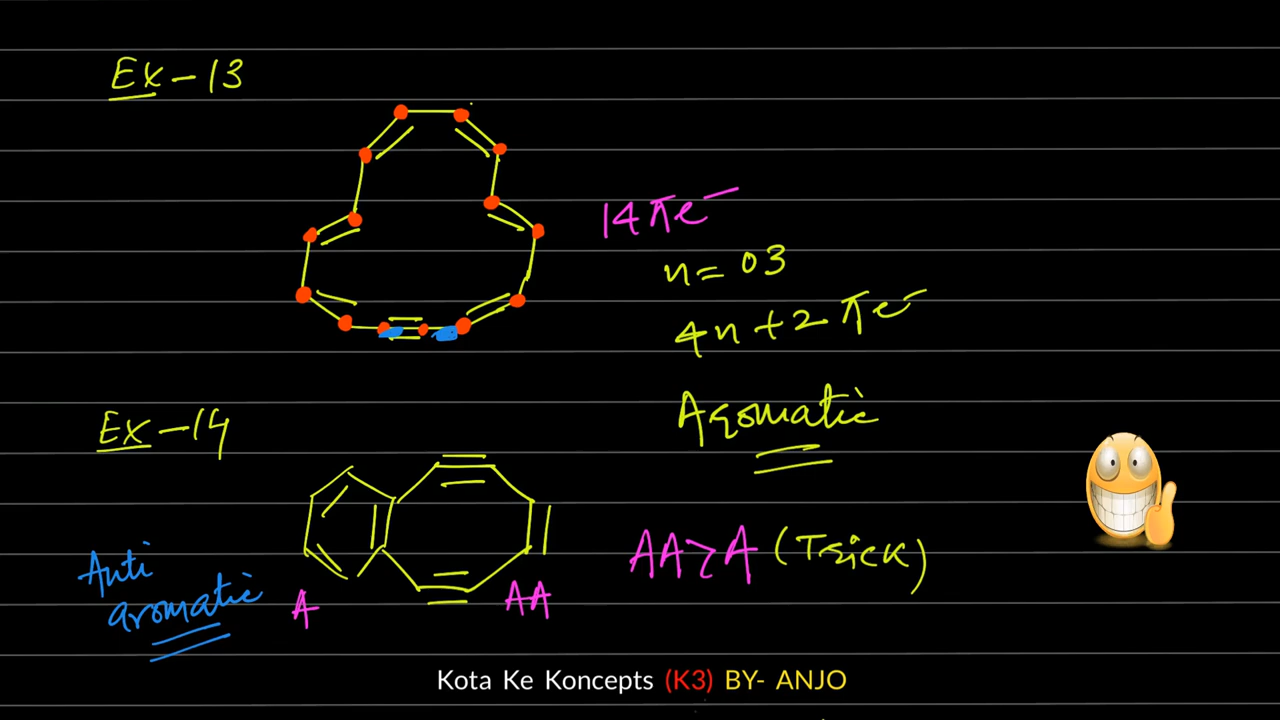 Ex-13
14πe⁻
n=03
4n+2πe⁻
Aromatic
Ex-14
Anti
aromatic
A
AA
AA>A (Trick)
Kota Ke Koncepts (K3) BY- ANJO